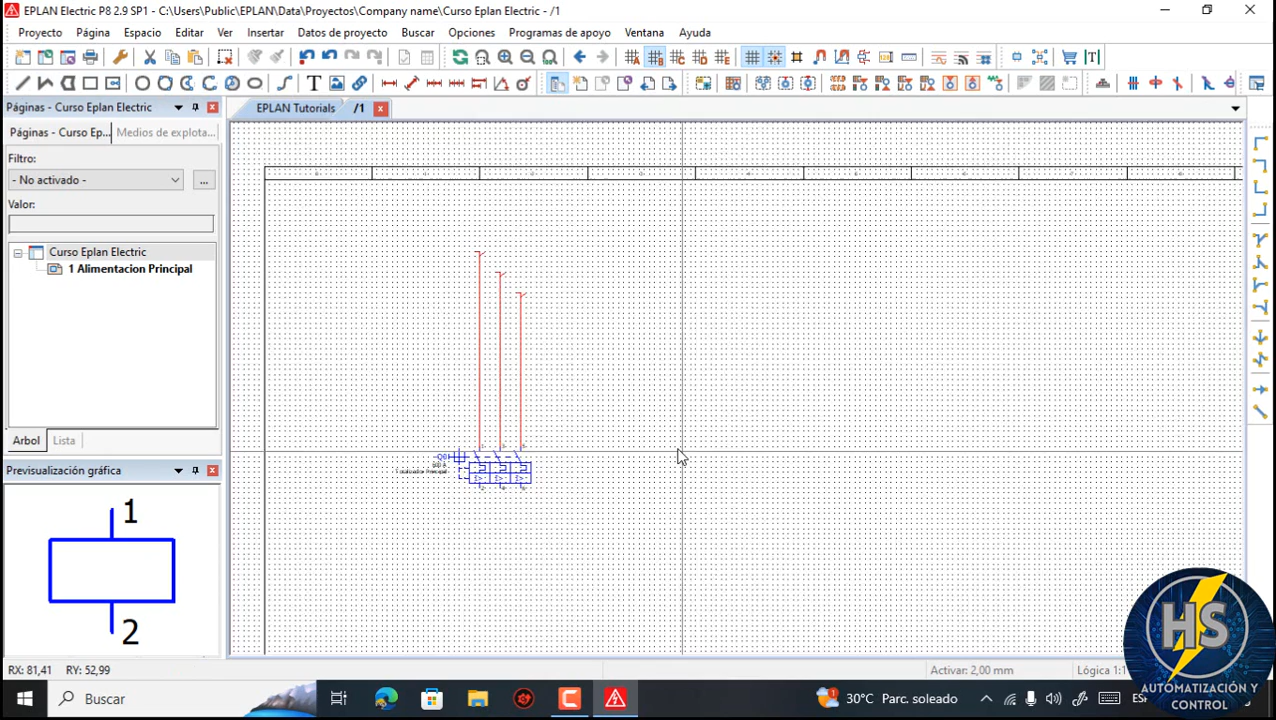 EPLAN Electric P8 2.9 SP1 - C:\Users\Public\EPLAN\Data\Proyectos\Company name\Curso Eplan Electric - /1
Proyecto Página Espacio Editar Ver Insertar Datos de proyecto Buscar Opciones Programas de apoyo Ventana Ayuda
Páginas - Curso Eplan Electric
EPLAN Tutorials /1
Páginas - Curso Ep... Medios de explota...
Filtro:
- No activado -
...
Valor:
Curso Eplan Electric
1 Alimentacion Principal
Arbol Lista
Previsualización gráfica
1
2
Totalizador Principal
RX: 81,41 RY: 52,99
Activar: 2,00 mm
Lógica 1:1
HS
AUTOMATIZACIÓN Y
CONTROL
Buscar
30°C Parc. soleado